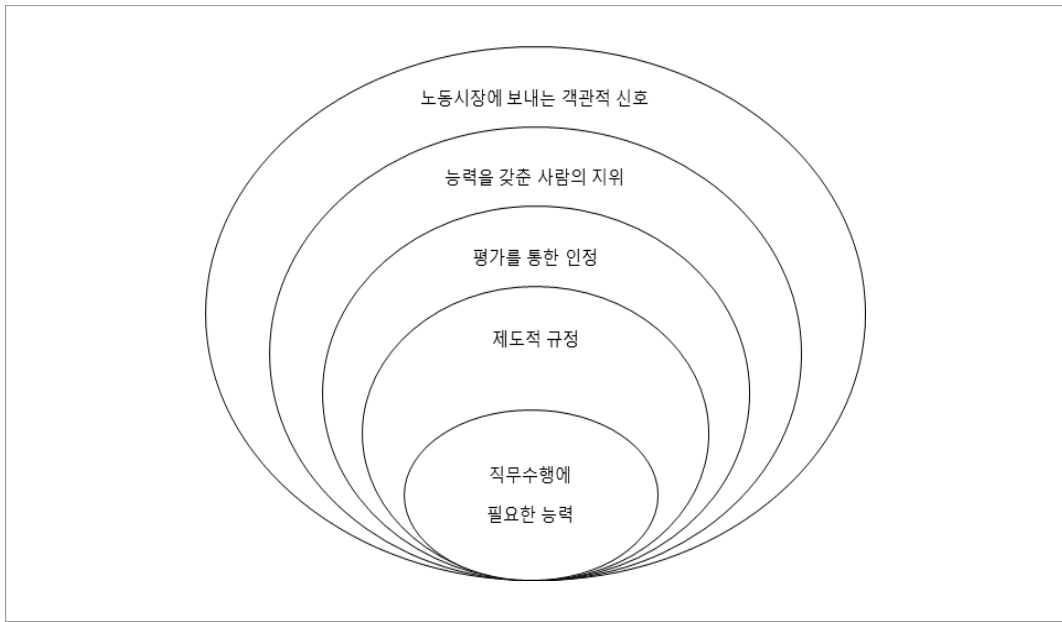 노동시장에 보내는 객관적 신호
능력을 갖춘 사람의 지위
평가를 통한 인정
제도적 규정
직무수행에
필요한 능력